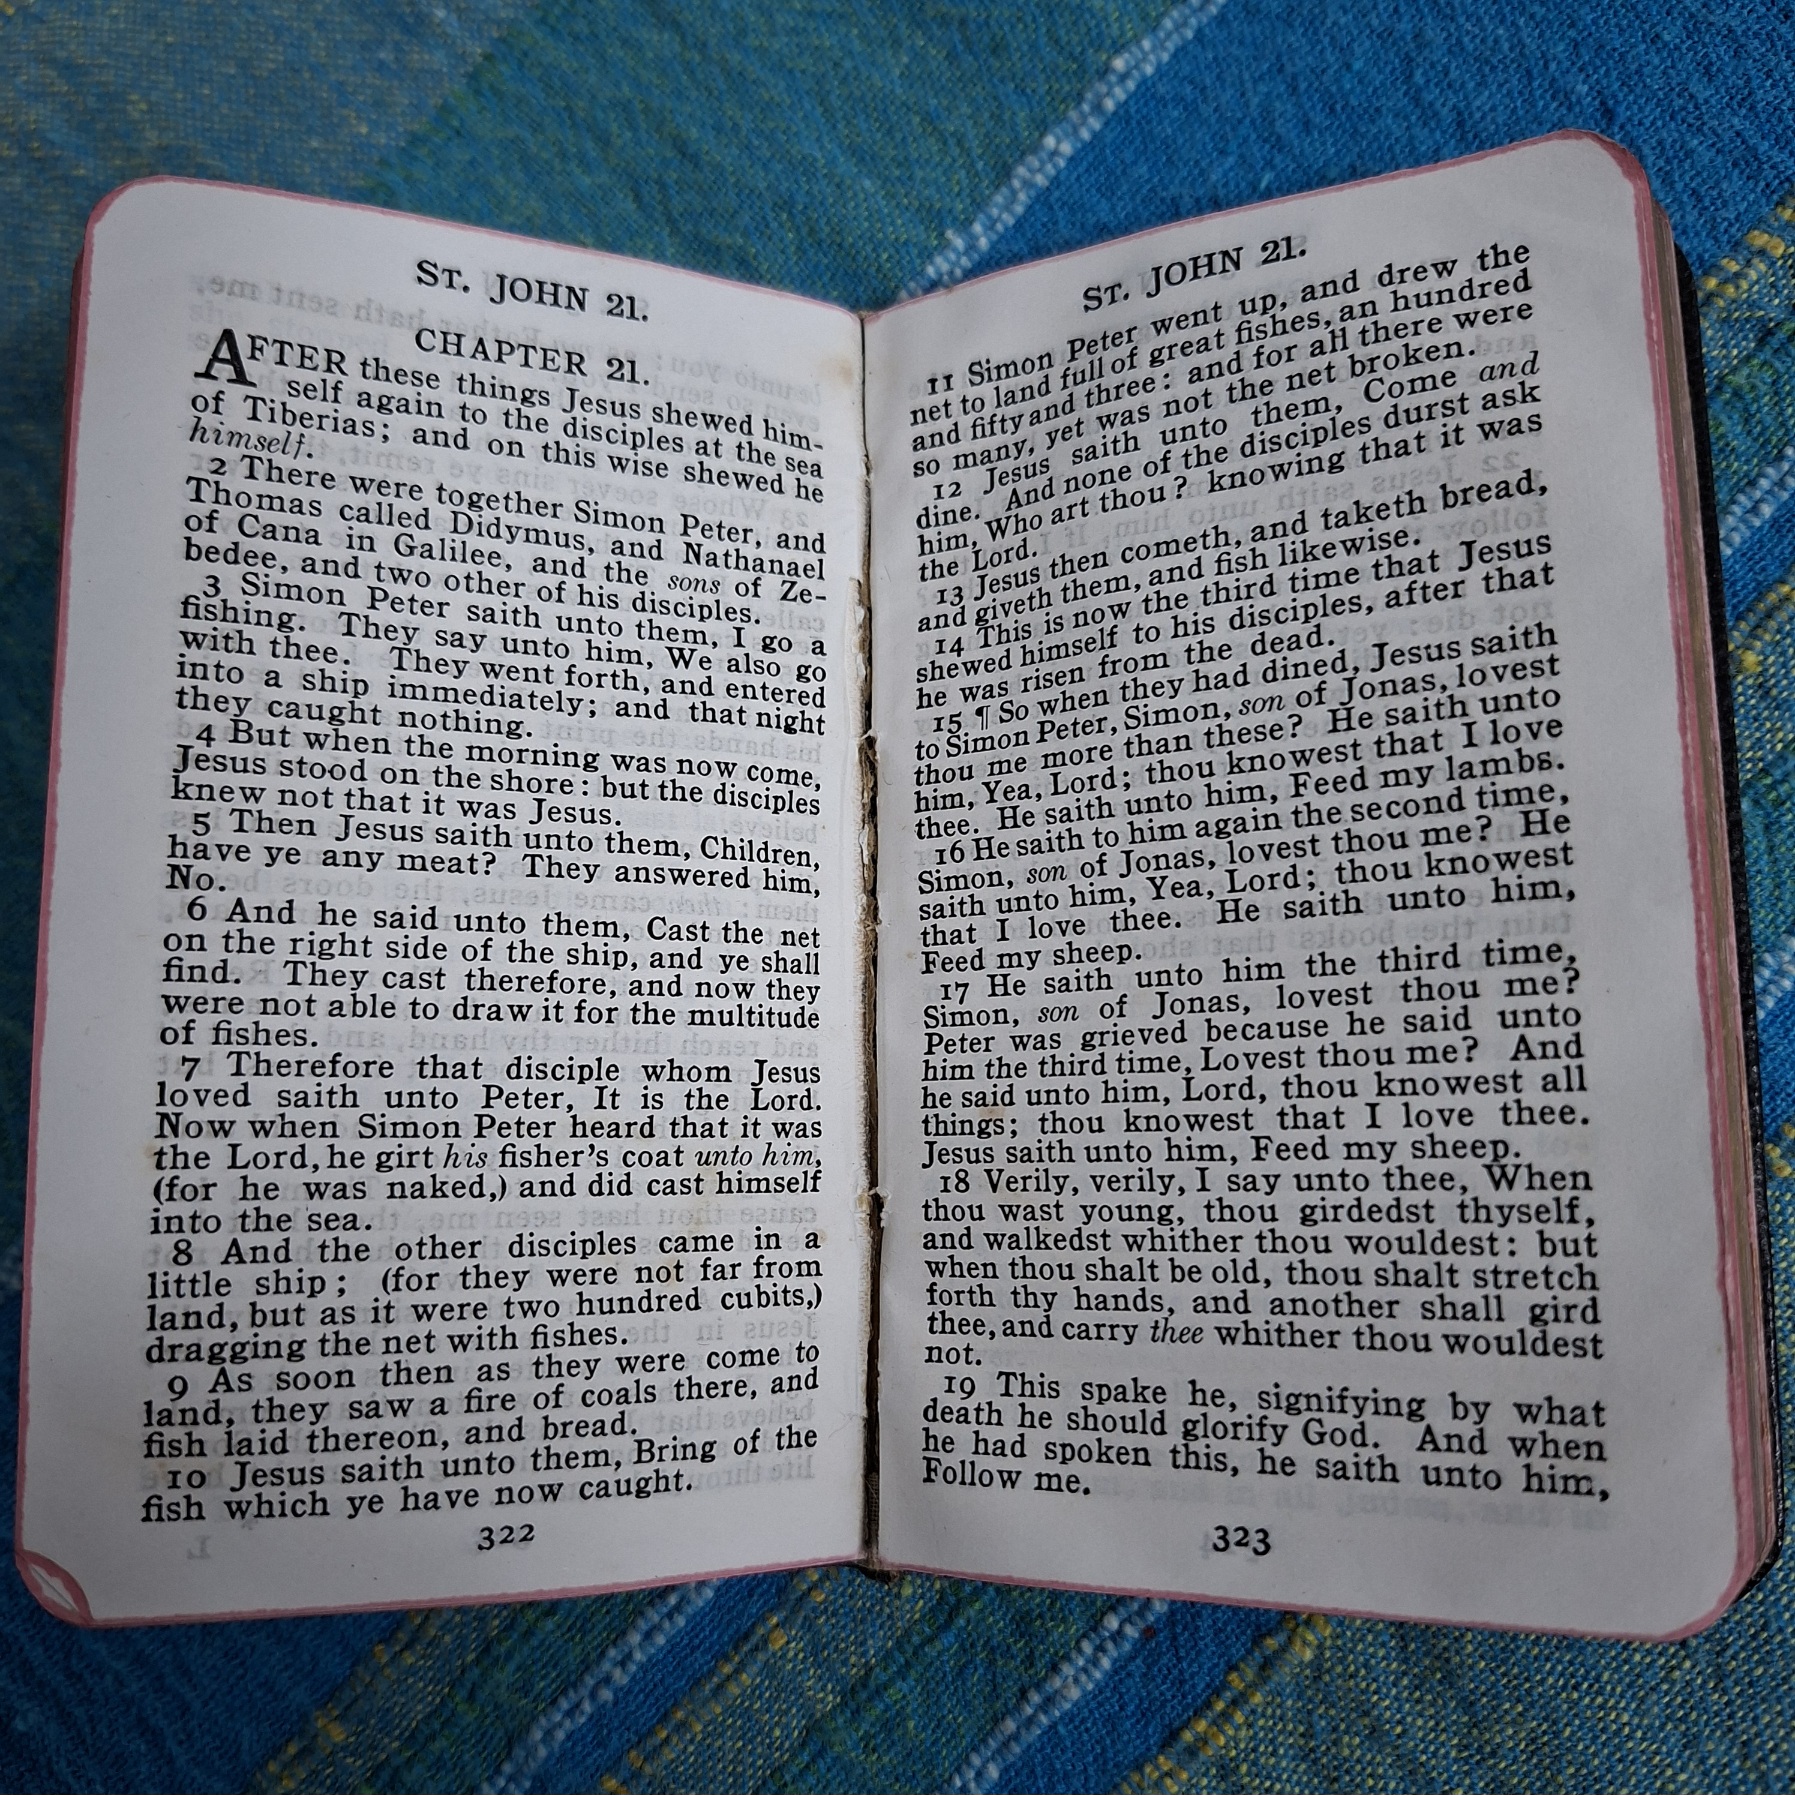 ST. JOHN 21.
CHAPTER 21.
AFTER these things Jesus shewed him-
self again to the disciples at the sea
of Tiberias; and on this wise shewed he
himself.
2 There were together Simon Peter, and
Thomas called Didymus, and Nathanael
of Cana in Galilee, and the sons of Ze-
bedee, and two other of his disciples.
3 Simon Peter saith unto them, I go a
fishing. They say unto him, We also go
with thee. They went forth, and entered
into a ship immediately; and that night
they caught nothing.
4 But when the morning was now come,
Jesus stood on the shore: but the disciples
knew not that it was Jesus.
5 Then Jesus saith unto them, Children,
have ye any meat? They answered him,
No.
6 And he said unto them, Cast the net
on the right side of the ship, and ye shall
find. They cast therefore, and now they
were not able to draw it for the multitude
of fishes.
7 Therefore that disciple whom Jesus
loved saith unto Peter, It is the Lord.
Now when Simon Peter heard that it was
the Lord, he girt his fisher's coat unto him,
(for he was naked,) and did cast himself
into the sea.
8 And the other disciples came in a
little ship; (for they were not far from
land, but as it were two hundred cubits,)
dragging the net with fishes.
9 As soon then as they were come to
land, they saw a fire of coals there, and
fish laid thereon, and bread.
10 Jesus saith unto them, Bring of the
fish which ye have now caught.
322
ST. JOHN 21.
11 Simon Peter went up, and drew the
net to land full of great fishes, an hundred
and fifty and three: and for all there were
so many, yet was not the net broken.
12 Jesus saith unto them, Come and
dine. And none of the disciples durst ask
him, Who art thou? knowing that it was
the Lord.
13 Jesus then cometh, and taketh bread,
and giveth them, and fish likewise.
14 This is now the third time that Jesus
shewed himself to his disciples, after that
he was risen from the dead.
15 ¶ So when they had dined, Jesus saith
to Simon Peter, Simon, son of Jonas, lovest
thou me more than these? He saith unto
him, Yea, Lord; thou knowest that I love
thee. He saith unto him, Feed my lambs.
16 He saith to him again the second time,
Simon, son of Jonas, lovest thou me? He
saith unto him, Yea, Lord; thou knowest
that I love thee. He saith unto him,
Feed my sheep.
17 He saith unto him the third time,
Simon, son of Jonas, lovest thou me?
Peter was grieved because he said unto
him the third time, Lovest thou me? And
he said unto him, Lord, thou knowest all
things; thou knowest that I love thee.
Jesus saith unto him, Feed my sheep.
18 Verily, verily, I say unto thee, When
thou wast young, thou girdedst thyself,
and walkedst whither thou wouldest: but
when thou shalt be old, thou shalt stretch
forth thy hands, and another shall gird
thee, and carry thee whither thou wouldest
not.
19 This spake he, signifying by what
death he should glorify God. And when
he had spoken this, he saith unto him,
Follow me.
323